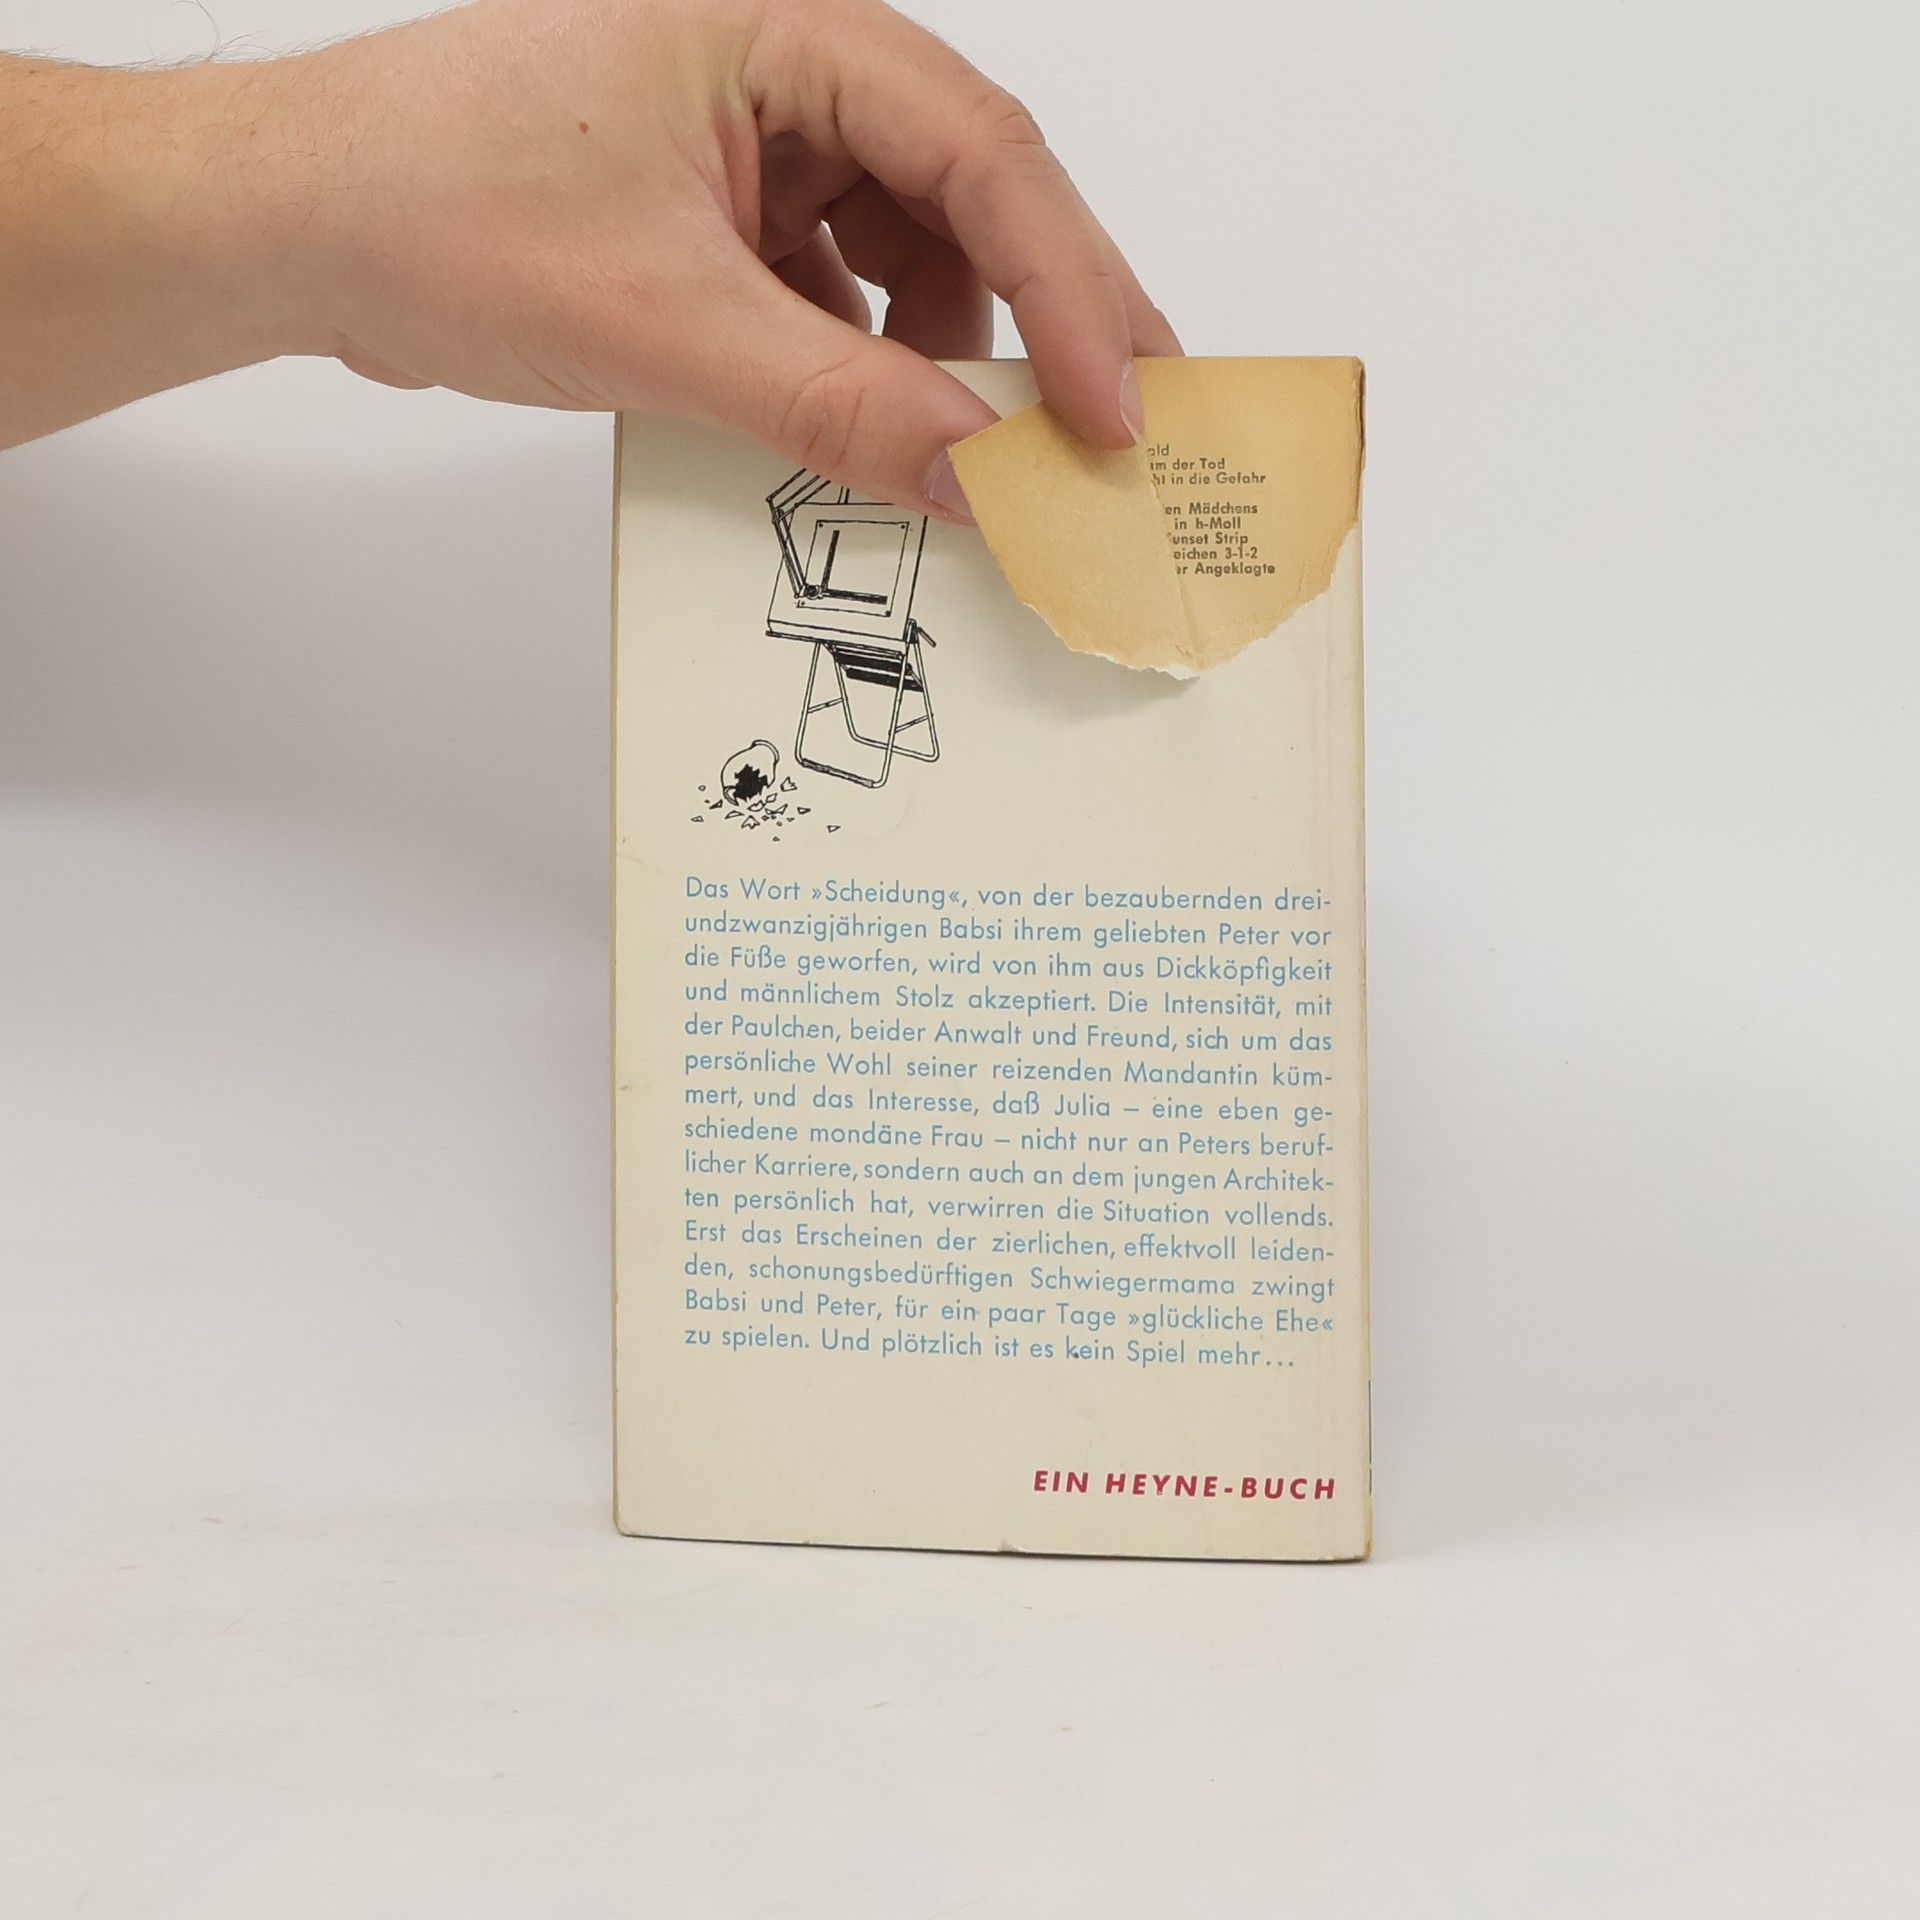 am der Tod
in die Gefahr
Mädchens
in h-Moll
Sunset Strip
3-1-2
Angeklagte
Das Wort »Scheidung«, von der bezaubernden drei-
undzwanzigjährigen Babsi ihrem geliebten Peter vor
die Füße geworfen, wird von ihm aus Dickköpfigkeit
und männlichem Stolz akzeptiert. Die Intensität, mit
der Paulchen, beider Anwalt und Freund, sich um das
persönliche Wohl seiner reizenden Mandantin küm-
mert, und das Interesse, daß Julia – eine eben ge-
schiedene mondäne Frau – nicht nur an Peters beruf-
licher Karriere, sondern auch an dem jungen Architek-
ten persönlich hat, verwirren die Situation vollends.
Erst das Erscheinen der zierlichen, effektvoll leiden-
den, schonungsbedürftigen Schwiegermama zwingt
Babsi und Peter, für ein paar Tage »glückliche Ehe«
zu spielen. Und plötzlich ist es kein Spiel mehr...
EIN HEYNE-BUCH